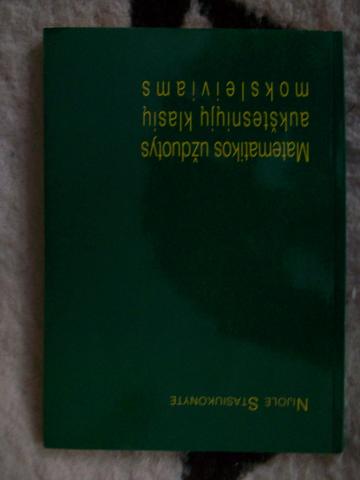 NIJOLĖ STASIUKONYTĖ
Matematikos užduotys
aukštesniųjų klasių
moksleiviams